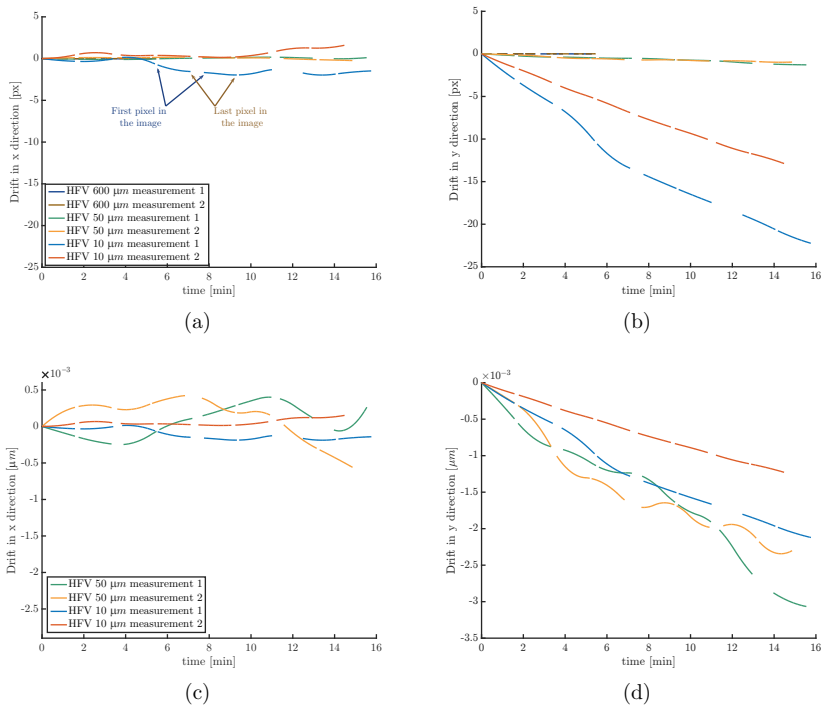 5
0
-5
-10
-15
-20
-25
Drift in x direction [px]
First pixel in
the image
Last pixel in
the image
HFV 600 μm measurement 1
HFV 600 μm measurement 2
HFV 50 μm measurement 1
HFV 50 μm measurement 2
HFV 10 μm measurement 1
HFV 10 μm measurement 2
0 2 4 6 8 10 12 14 16
time [min]
(a)
5
0
-5
-10
-15
-20
-25
Drift in y direction [px]
0 2 4 6 8 10 12 14 16
time [min]
(b)
×10⁻³
0.5
0
-0.5
-1
-1.5
-2
-2.5
Drift in x direction [μm]
HFV 50 μm measurement 1
HFV 50 μm measurement 2
HFV 10 μm measurement 1
HFV 10 μm measurement 2
0 2 4 6 8 10 12 14 16
time [min]
(c)
×10⁻³
0
-0.5
-1
-1.5
-2
-2.5
-3
-3.5
Drift in y direction [μm]
0 2 4 6 8 10 12 14 16
time [min]
(d)